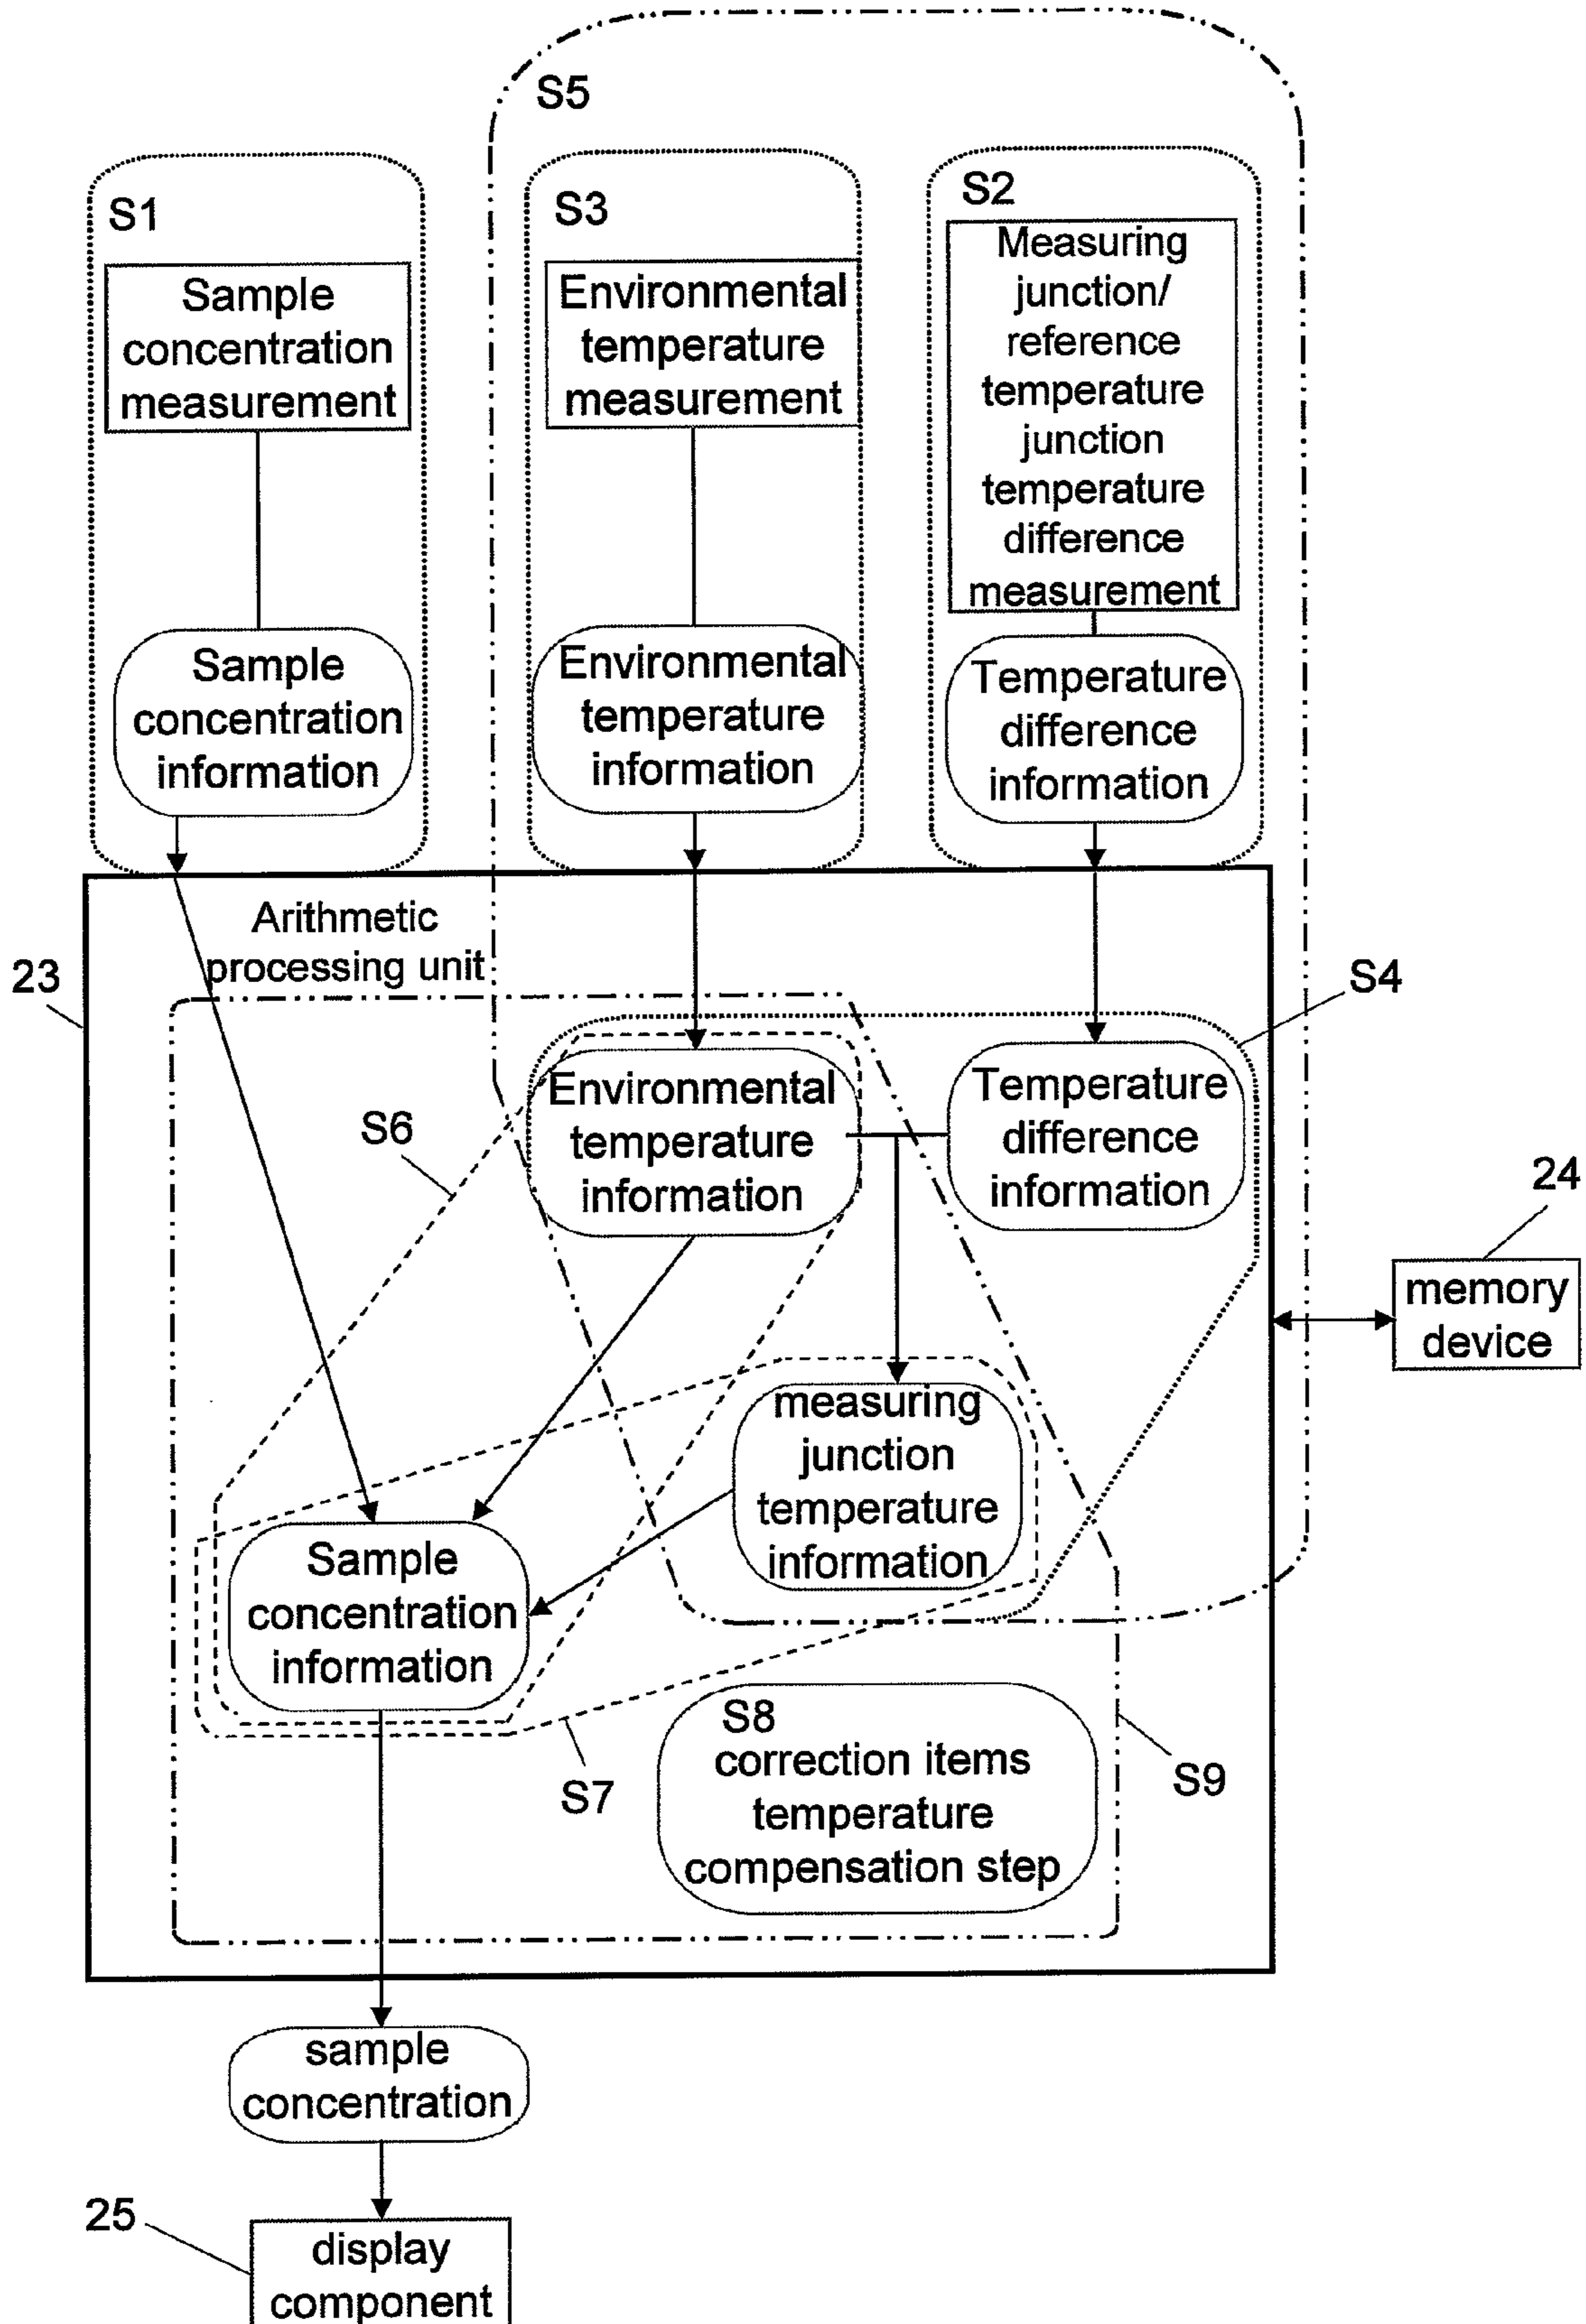 S5
S1
Sample
concentration
measurement
Sample
concentration
information
S3
Environmental
temperature
measurement
Environmental
temperature
information
S2
Measuring
junction/
reference
temperature
junction
temperature
difference
measurement
Temperature
difference
information
23
Arithmetic
processing unit
S4
Environmental
temperature
information
Temperature
difference
information
S6
24
memory
device
measuring
junction
temperature
information
Sample
concentration
information
S7
S8
correction items
temperature
compensation step
S9
sample
concentration
25
display
component